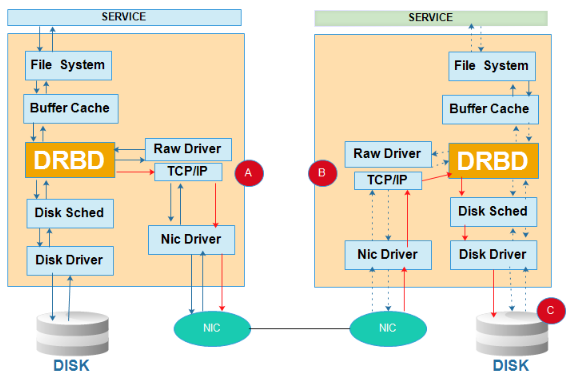 SERVICE
File System
Buffer Cache
DRBD
Raw Driver
TCP/IP
A
Disk Sched
Nic Driver
Disk Driver
NIC
DISK
SERVICE
File System
Buffer Cache
Raw Driver
DRBD
TCP/IP
B
Disk Sched
Nic Driver
Disk Driver
NIC
C
DISK